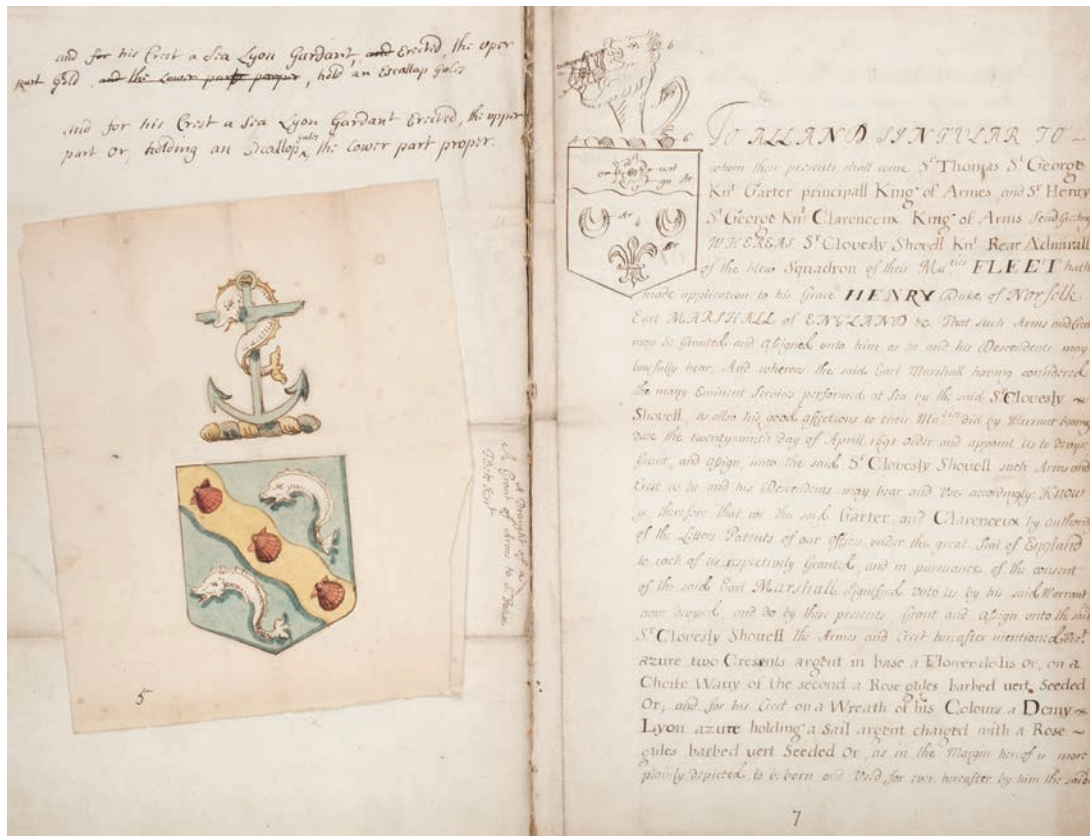 and for his Crest a Sea Lyon Gardant, and Erected, the uper
part Gold, and the Lower part proper, hold an Escallop Gules
and for his Crest a Sea Lyon Gardant Erected, the upper
part Or, holding an Escallop gules, the lower part proper.
5
A Draught of a
Grant of Arms to
TO ALL AND SINGULAR TO
whom these presents shall come Sr Thomas St George
Knt Garter principall King of Armes, and Sr Henry
St George Knt Clarenceux King of Arms Send Greeting
WHEREAS Sr Clovesly Shovell Knt Rear Admirall
of the blew Squadron of their Maties FLEET hath
made application to his Grace HENRY Duke of Norfolk
Earl MARSHALL of ENGLAND &c. That such Arms and Crest
may be Granted and Assigned unto him as he and his Descendents may
lawfully bear. And whereas the said Earl Marshall having considered
the many Eminent Services performed at Sea by the said Sr Clovesly ~
Shovell, as also his good affections to their Maties did by Warrant bearing
date the twenty-ninth day of Aprill 1691 order and appoint Us to devise
Grant, and Assign, unto the said Sr Clovesly Shovell such Arms and
Crest as he and his Descendents may bear and Use accordingly: Know
ye therefore that we the said Garter and Clarenceux by authority
of the Letters Patents of our offices under the great Seal of England
to each of us respectively Granted, and in pursuance of the consent
of the said Earl Marshall signified unto us by his said Warrant
have devised, and do by these presents, Grant and Assign unto the said
Sr Clovesly Shovell the Armes and Crest hereafter mentioned
azure two Cresents argent in base a Flower de lis Or, on a
Cheife Wavy of the second a Rose gules barbed vert Seeded
Or, and for his Crest on a Wreath of his Colours a Demy
Lyon azure holding a Sail argent charged with a Rose ~
gules barbed vert Seeded Or, as in the Margin hereof is more
plainly depicted to be born and Used for ever hereafter by him the said
7